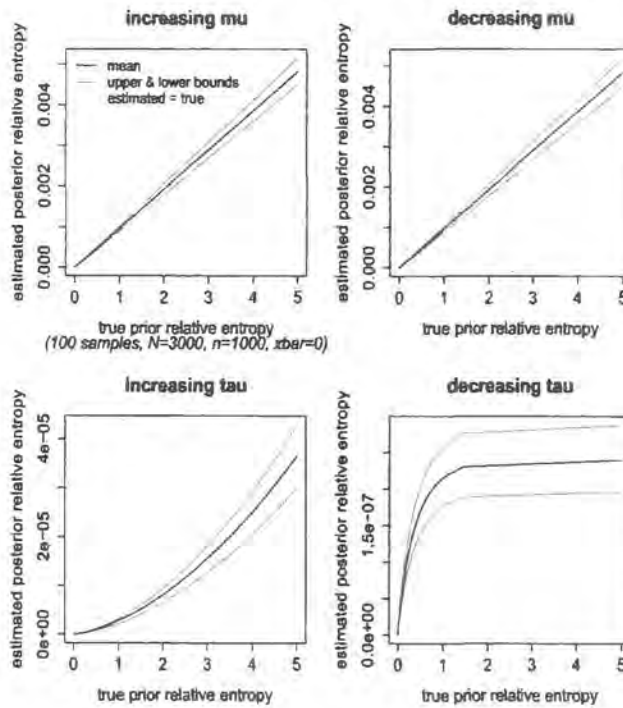 increasing mu
estimated posterior relative entropy
0.000 0.002 0.004
mean
upper & lower bounds
estimated = true
0 1 2 3 4 5
true prior relative entropy
(100 samples, N=3000, n=1000, xbar=0)
decreasing mu
estimated posterior relative entropy
0.000 0.002 0.004
0 1 2 3 4 5
true prior relative entropy
increasing tau
estimated posterior relative entropy
0e+00 2e-05 4e-05
0 1 2 3 4 5
true prior relative entropy
decreasing tau
estimated posterior relative entropy
0.0e+00 1.5e-07
0 1 2 3 4 5
true prior relative entropy